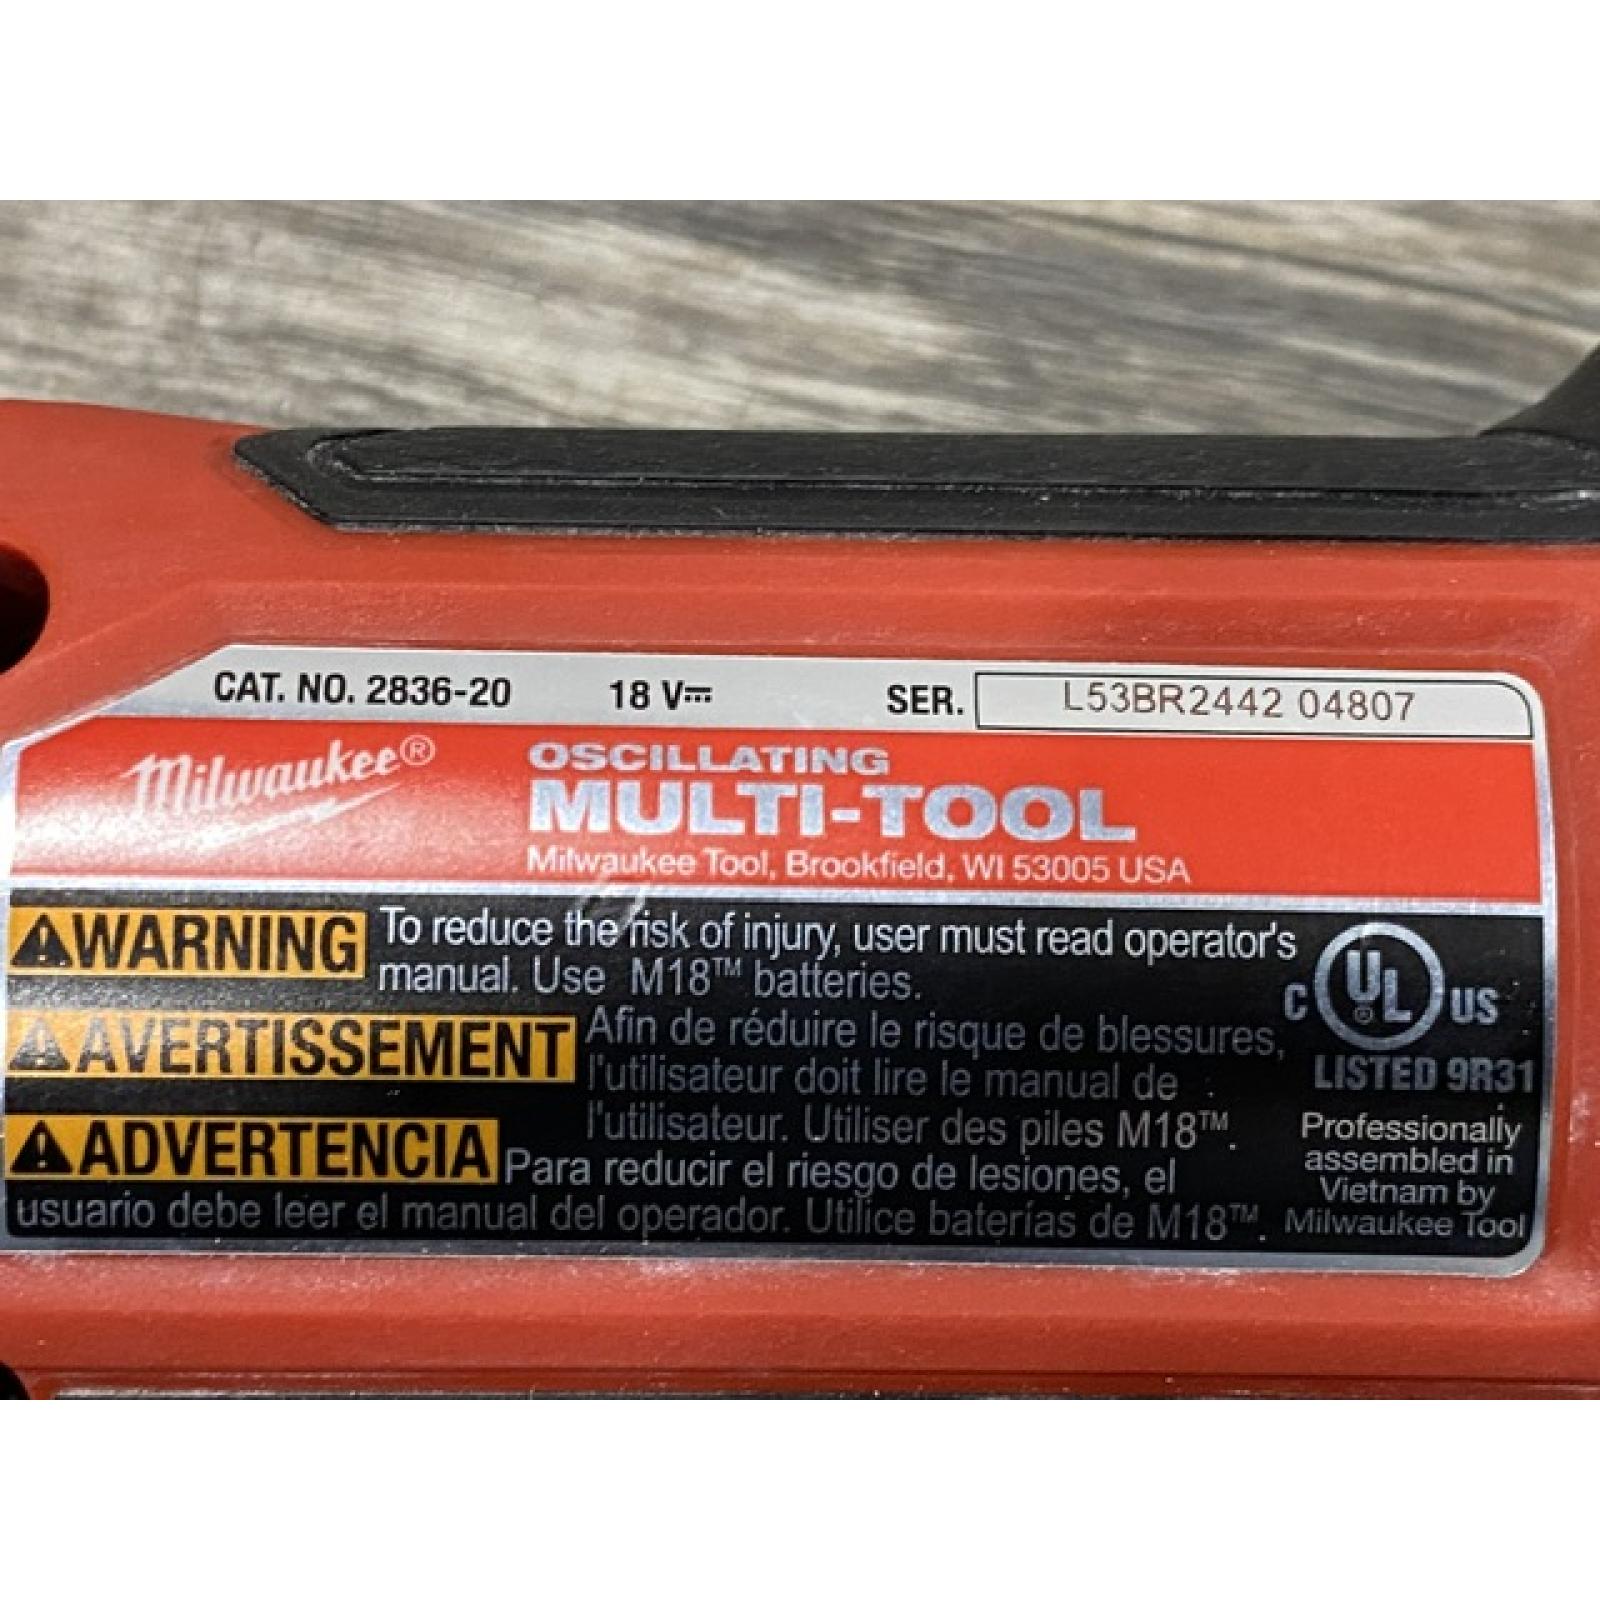 CAT. NO. 2836-20 18 V⎓ SER. L53BR2442 04807
Milwaukee®
OSCILLATING
MULTI-TOOL
Milwaukee Tool, Brookfield, WI 53005 USA
⚠WARNING To reduce the risk of injury, user must read operator's
manual. Use M18™ batteries.
⚠AVERTISSEMENT Afin de réduire le risque de blessures,
l'utilisateur doit lire le manual de
l'utilisateur. Utiliser des piles M18™.
⚠ADVERTENCIA Para reducir el riesgo de lesiones, el
usuario debe leer el manual del operador. Utilice baterías de M18™.
C UL® US
LISTED 9R31
Professionally
assembled in
Vietnam by
Milwaukee Tool